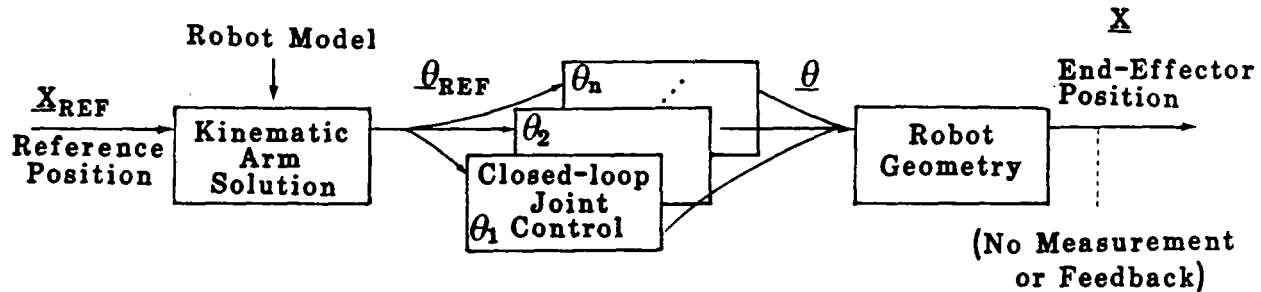 Robot Model
X_REF
Reference
Position
Kinematic
Arm
Solution
θ_REF
θ_n
θ_2
θ_1
Closed-loop
Joint
Control
θ
Robot
Geometry
X
End-Effector
Position
(No Measurement
or Feedback)